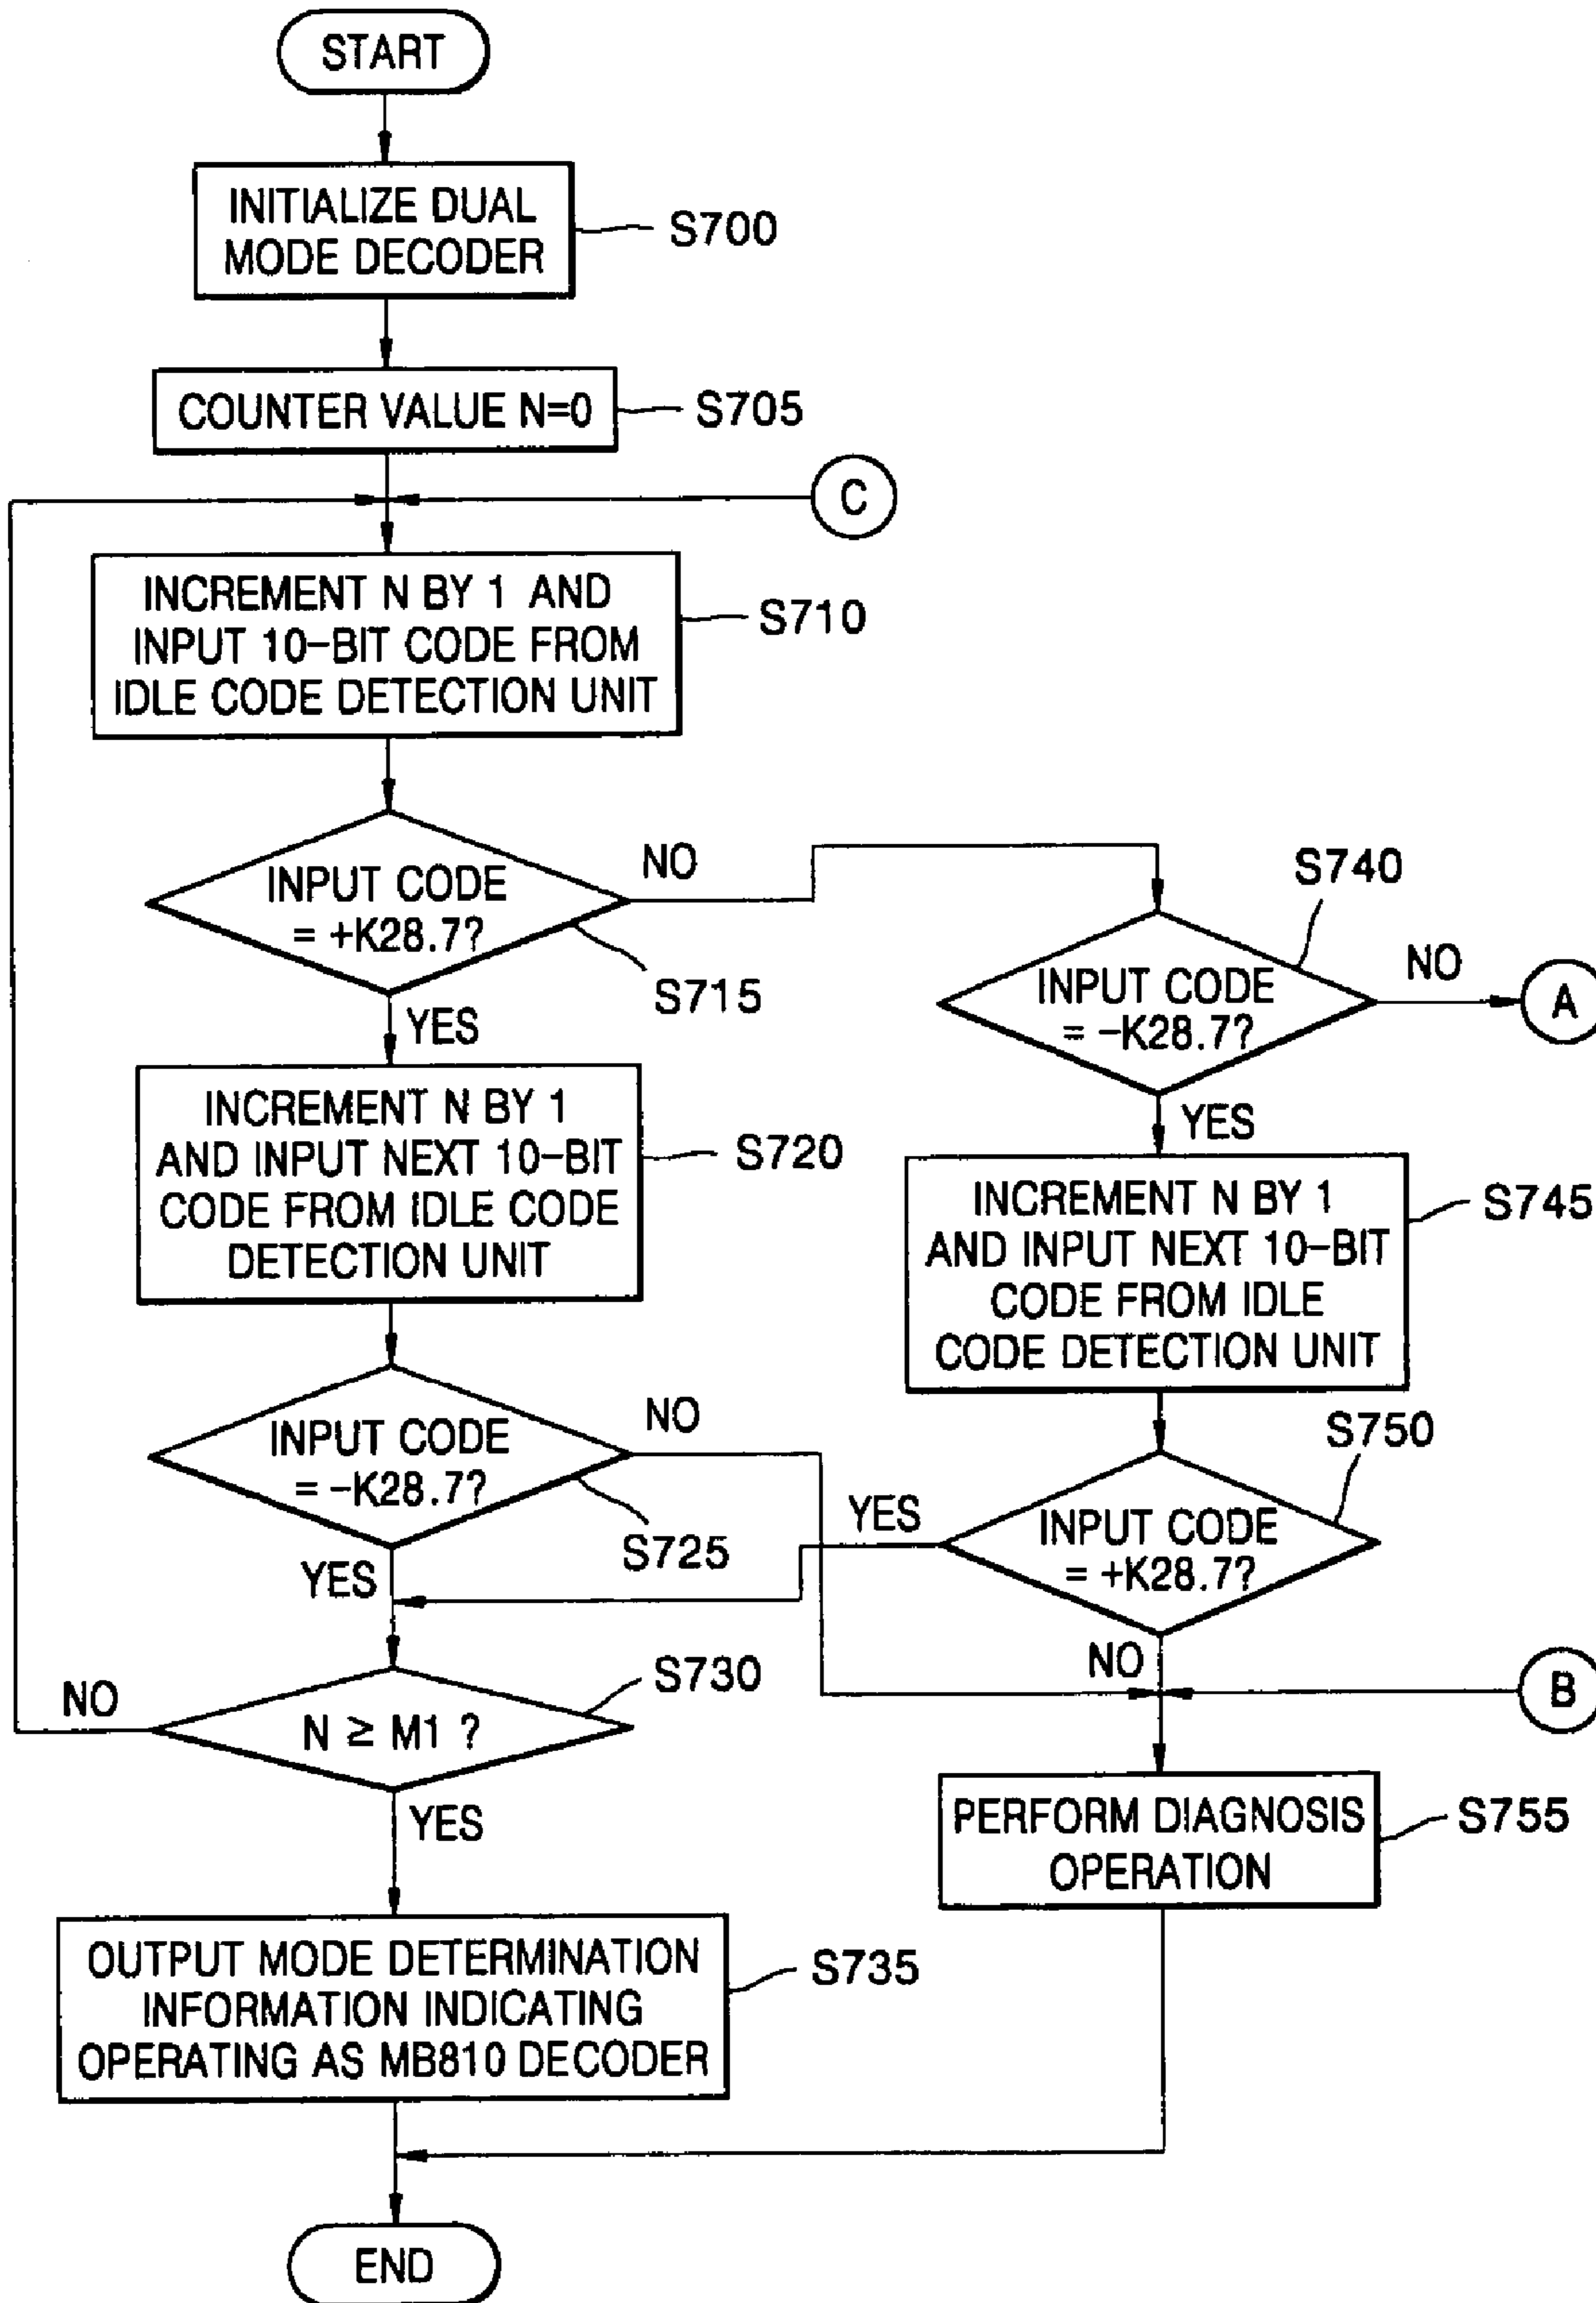 START
INITIALIZE DUAL
MODE DECODER
S700
COUNTER VALUE N=0
S705
C
INCREMENT N BY 1 AND
INPUT 10-BIT CODE FROM
IDLE CODE DETECTION UNIT
S710
INPUT CODE
= +K28.7?
NO
S715
YES
S740
INPUT CODE
= -K28.7?
NO
A
YES
INCREMENT N BY 1
AND INPUT NEXT 10-BIT
CODE FROM IDLE CODE
DETECTION UNIT
S720
INCREMENT N BY 1
AND INPUT NEXT 10-BIT
CODE FROM IDLE
CODE DETECTION UNIT
S745
INPUT CODE
= -K28.7?
NO
S725
YES
S750
INPUT CODE
= +K28.7?
YES
NO
B
S730
N ≥ M1 ?
NO
YES
PERFORM DIAGNOSIS
OPERATION
S755
OUTPUT MODE DETERMINATION
INFORMATION INDICATING
OPERATING AS MB810 DECODER
S735
END